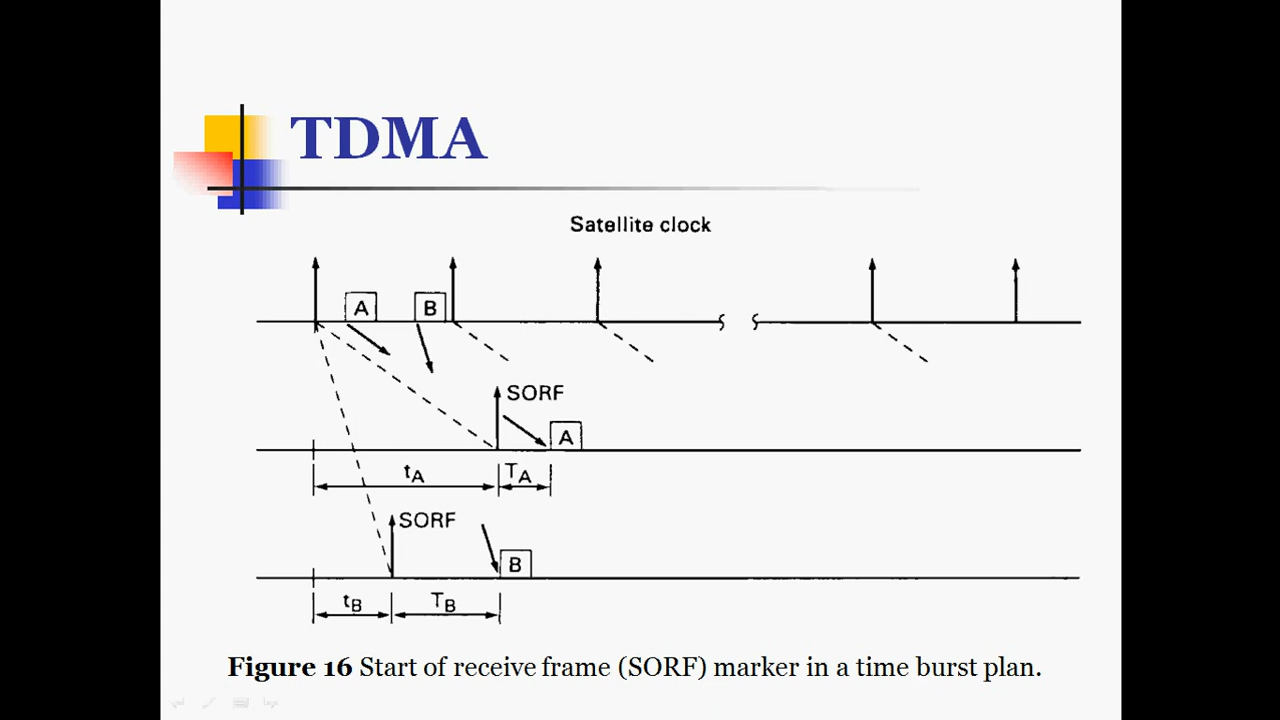 TDMA
Satellite clock
A
B
SORF
A
tA
TA
SORF
B
tB
TB
Figure 16 Start of receive frame (SORF) marker in a time burst plan.